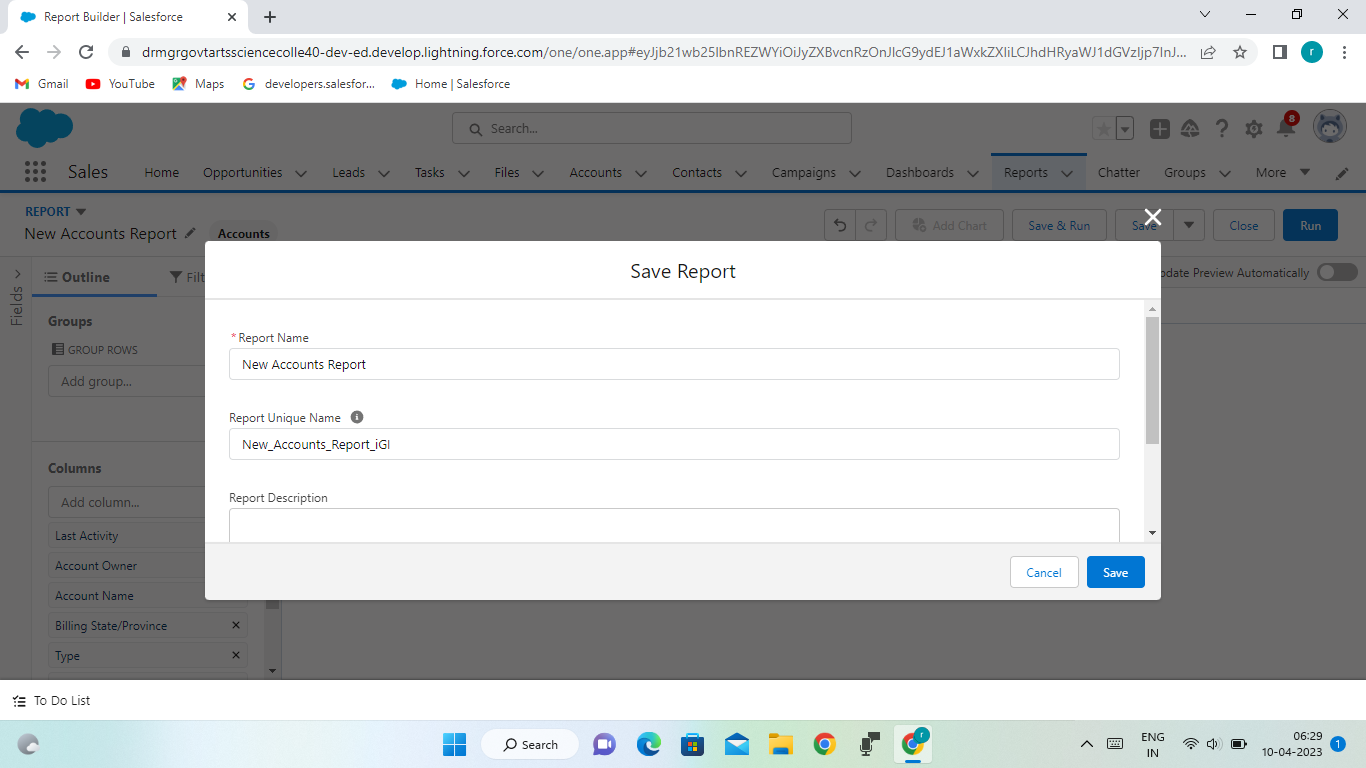 Report Builder | Salesforce
drmgrgovtartssciencecolle40-dev-ed.develop.lightning.force.com/one/one.app#eyJjb21wb25lbnREZWYiOiJyZXBvcnRzOnJlcG9ydEJ1aWxkZXIiLCJhdHRyaWJ1dGVzIjp7InJ...
r
Gmail
YouTube
Maps
developers.salesfor...
Home | Salesforce
Search...
8
Sales
Home
Opportunities
Leads
Tasks
Files
Accounts
Contacts
Campaigns
Dashboards
Reports
Chatter
Groups
More
REPORT
New Accounts Report
Accounts
Add Chart
Save & Run
Save
Close
Run
Fields
Outline
Filt
pdate Preview Automatically
Groups
GROUP ROWS
Add group...
Columns
Add column...
Last Activity
Account Owner
Account Name
Billing State/Province
Type
Save Report
* Report Name
New Accounts Report
Report Unique Name
New_Accounts_Report_iGI
Report Description
Cancel
Save
To Do List
Search
r
ENG
IN
06:29
10-04-2023
1